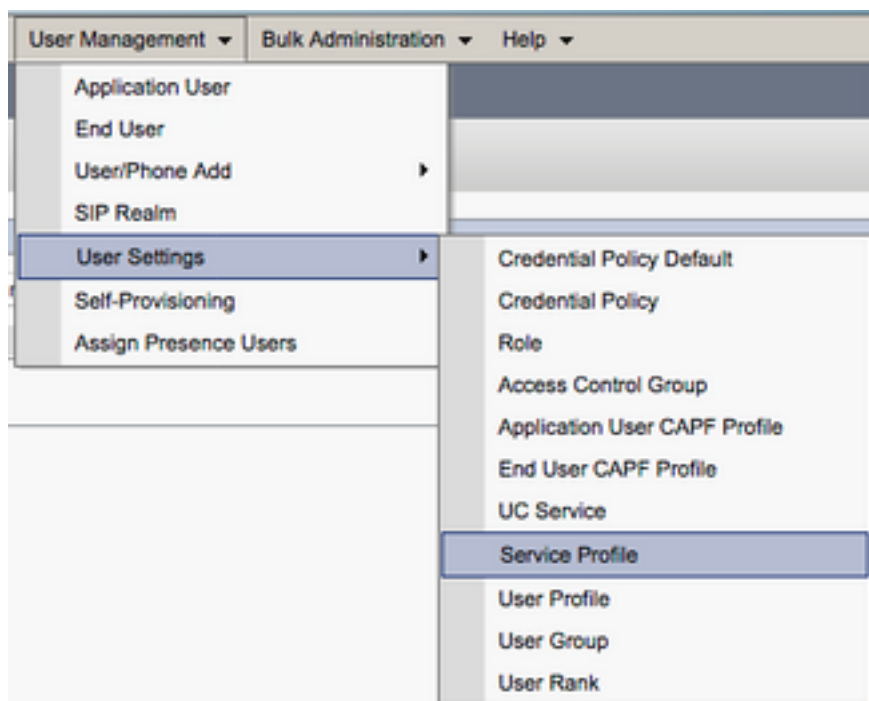 User Management Bulk Administration Help
Application User
End User
User/Phone Add
SIP Realm
User Settings
Self-Provisioning
Assign Presence Users
Credential Policy Default
Credential Policy
Role
Access Control Group
Application User CAPF Profile
End User CAPF Profile
UC Service
Service Profile
User Profile
User Group
User Rank